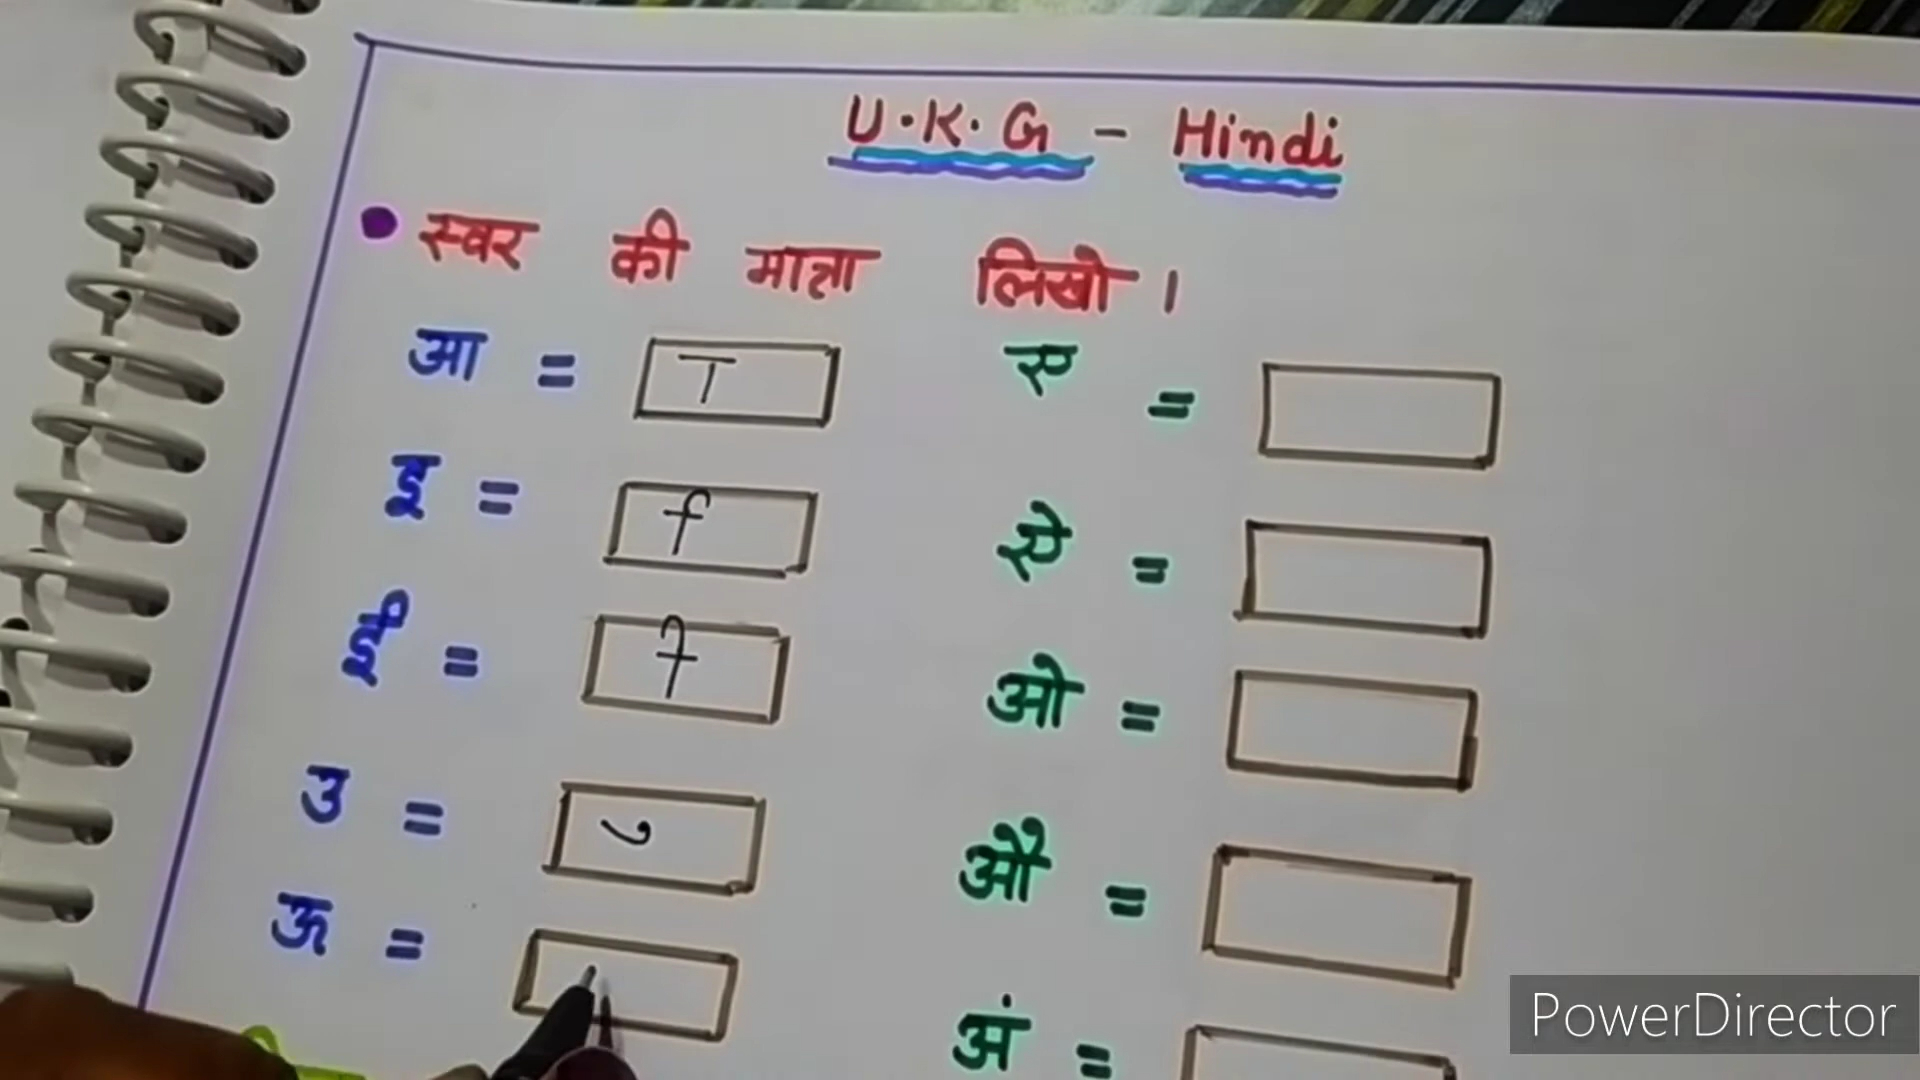 U.K.G - Hindi
• स्वर की मात्रा लिखो ।
आ = ा
इ = ि
ई = ी
उ = ु
ऊ =
ए =
ऐ =
ओ =
औ =
अं =
PowerDirector